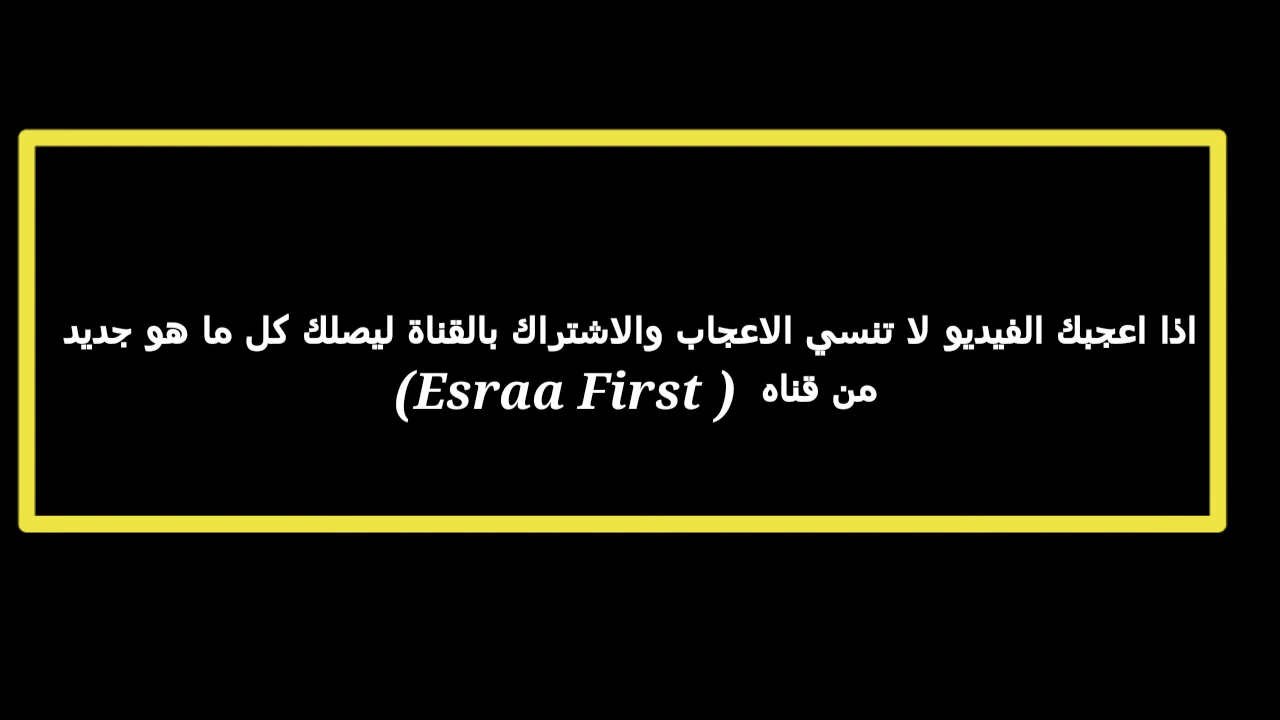 اذا اعجبك الفيديو لا تنسي الاعجاب والاشتراك بالقناة ليصلك كل ما هو جديد
من قناه ( Esraa First)